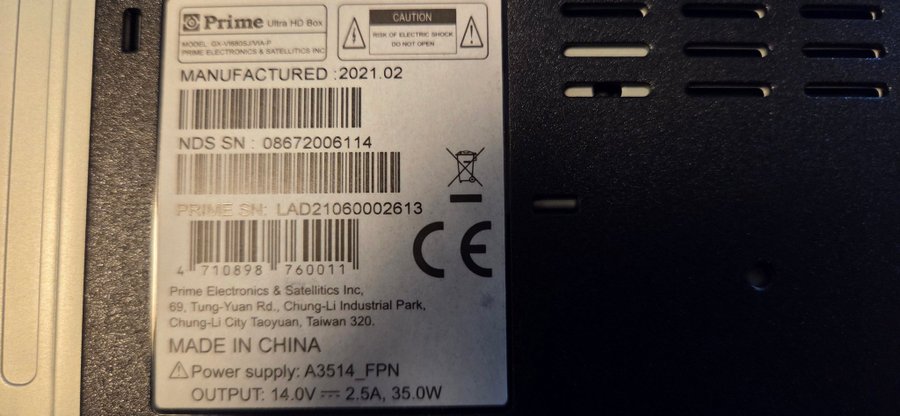 Prime Ultra HD Box
PRIME ELECTRONICS & SATELLITICS INC
CAUTION
RISK OF ELECTRIC SHOCK
DO NOT OPEN
MANUFACTURED :2021.02
NDS SN : 08672006114
PRIME SN: LAD21060002613
4 710898 760011
CE
Prime Electronics & Satellitics Inc,
69, Tung-Yuan Rd., Chung-Li Industrial Park,
Chung-Li City Taoyuan, Taiwan 320.
MADE IN CHINA
Power supply: A3514_FPN
OUTPUT: 14.0V⎓2.5A, 35.0W